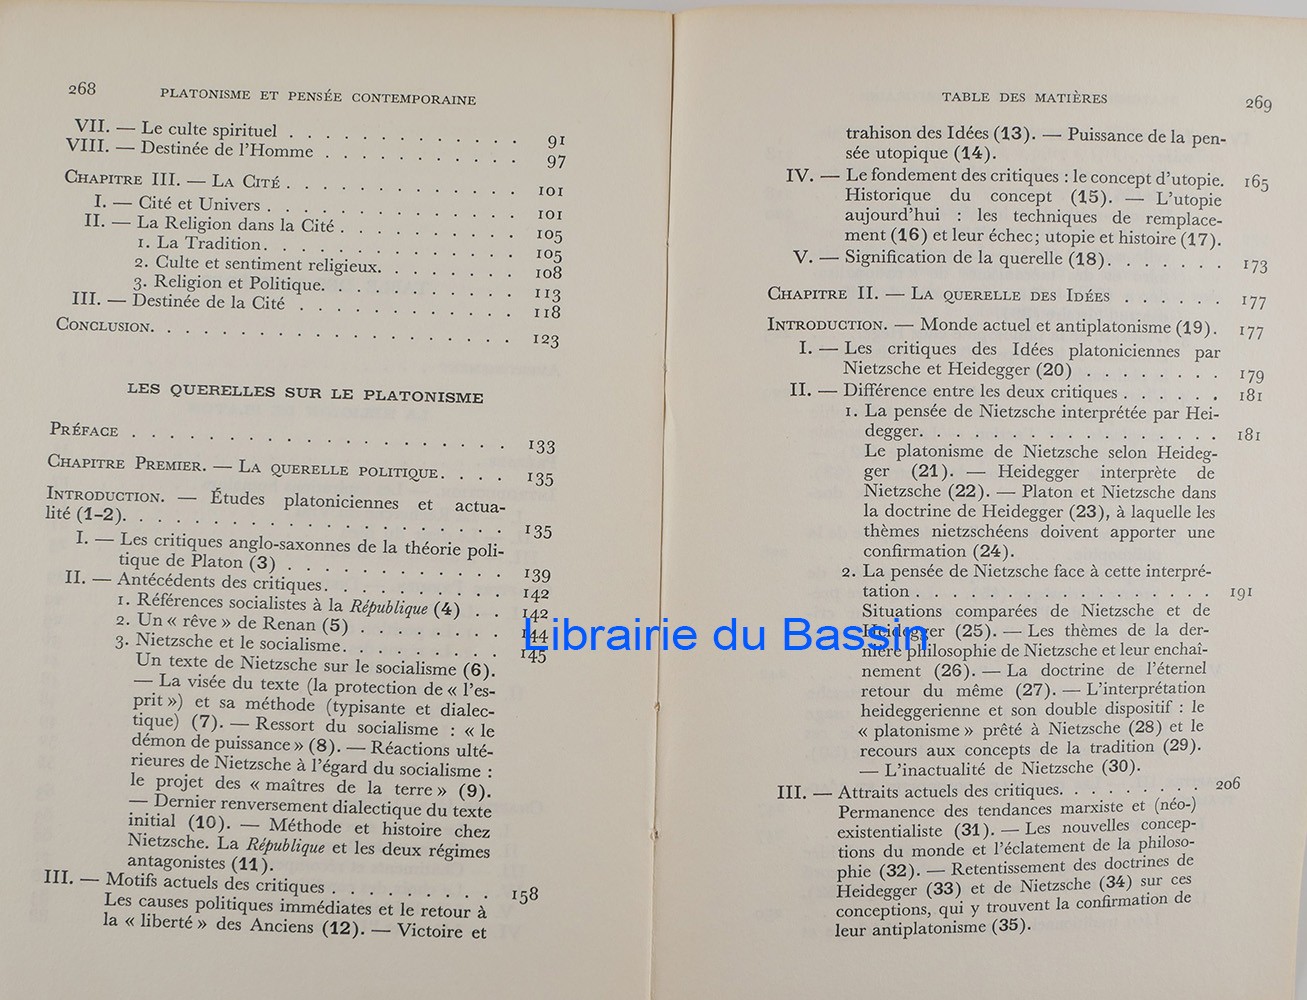 268
PLATONISME ET PENSÉE CONTEMPORAINE
VII. — Le culte spirituel . . . . . . . . . . . 91
VIII. — Destinée de l'Homme . . . . . . . . . . 97
CHAPITRE III. — LA CITÉ . . . . . . . . . . . . 101
I. — Cité et Univers . . . . . . . . . . . . 101
II. — La Religion dans la Cité . . . . . . . . . 105
1. La Tradition. . . . . . . . . . . . 105
2. Culte et sentiment religieux. . . . . . . 108
3. Religion et Politique. . . . . . . . . . 113
III. — Destinée de la Cité . . . . . . . . . . . 118
CONCLUSION. . . . . . . . . . . . . . . . . 123
LES QUERELLES SUR LE PLATONISME
PRÉFACE . . . . . . . . . . . . . . . . . . 133
CHAPITRE PREMIER. — LA QUERELLE POLITIQUE. . . . 135
INTRODUCTION. — Études platoniciennes et actua-
lité (1-2). . . . . . . . . . . . . . . . . . 135
I. — Les critiques anglo-saxonnes de la théorie poli-
tique de Platon (3) . . . . . . . . . . . . 139
II. — Antécédents des critiques. . . . . . . . . . 142
1. Références socialistes à la République (4) . . 142
2. Un « rêve » de Renan (5) . . . . . . . . 144
3. Nietzsche et le socialisme. . . . . . . . . 145
Un texte de Nietzsche sur le socialisme (6).
— La visée du texte (la protection de « l'es-
prit ») et sa méthode (typisante et dialec-
tique) (7). — Ressort du socialisme : « le
démon de puissance » (8). — Réactions ulté-
rieures de Nietzsche à l'égard du socialisme :
le projet des « maîtres de la terre » (9).
— Dernier renversement dialectique du texte
initial (10). — Méthode et histoire chez
Nietzsche. La République et les deux régimes
antagonistes (11).
III. — Motifs actuels des critiques . . . . . . . . . 158
Les causes politiques immédiates et le retour à
la « liberté » des Anciens (12). — Victoire et
TABLE DES MATIÈRES
269
trahison des Idées (13). — Puissance de la pen-
sée utopique (14).
IV. — Le fondement des critiques : le concept d'utopie. 165
Historique du concept (15). — L'utopie
aujourd'hui : les techniques de remplace-
ment (16) et leur échec; utopie et histoire (17).
V. — Signification de la querelle (18). . . . . . . . 173
CHAPITRE II. — LA QUERELLE DES IDÉES . . . . . . 177
INTRODUCTION. — Monde actuel et antiplatonisme (19). 177
I. — Les critiques des Idées platoniciennes par
Nietzsche et Heidegger (20) . . . . . . . . 179
II. — Différence entre les deux critiques . . . . . . 181
1. La pensée de Nietzsche interprétée par Hei-
degger. . . . . . . . . . . . . . . . . 181
Le platonisme de Nietzsche selon Heideg-
ger (21). — Heidegger interprète de
Nietzsche (22). — Platon et Nietzsche dans
la doctrine de Heidegger (23), à laquelle les
thèmes nietzschéens doivent apporter une
confirmation (24).
2. La pensée de Nietzsche face à cette interpré-
tation . . . . . . . . . . . . . . . . . 191
Situations comparées de Nietzsche et de
Heidegger (25). — Les thèmes de la der-
nière philosophie de Nietzsche et leur enchaî-
nement (26). — La doctrine de l'éternel
retour du même (27). — L'interprétation
heideggerienne et son double dispositif : le
« platonisme » prêté à Nietzsche (28) et le
recours aux concepts de la tradition (29).
— L'inactualité de Nietzsche (30).
III. — Attraits actuels des critiques. . . . . . . . . 206
Permanence des tendances marxiste et (néo-)
existentialiste (31). — Les nouvelles concep-
tions du monde et l'éclatement de la philoso-
phie (32). — Retentissement des doctrines de
Heidegger (33) et de Nietzsche (34) sur ces
conceptions, qui y trouvent la confirmation de
leur antiplatonisme (35).
Librairie du Bassin